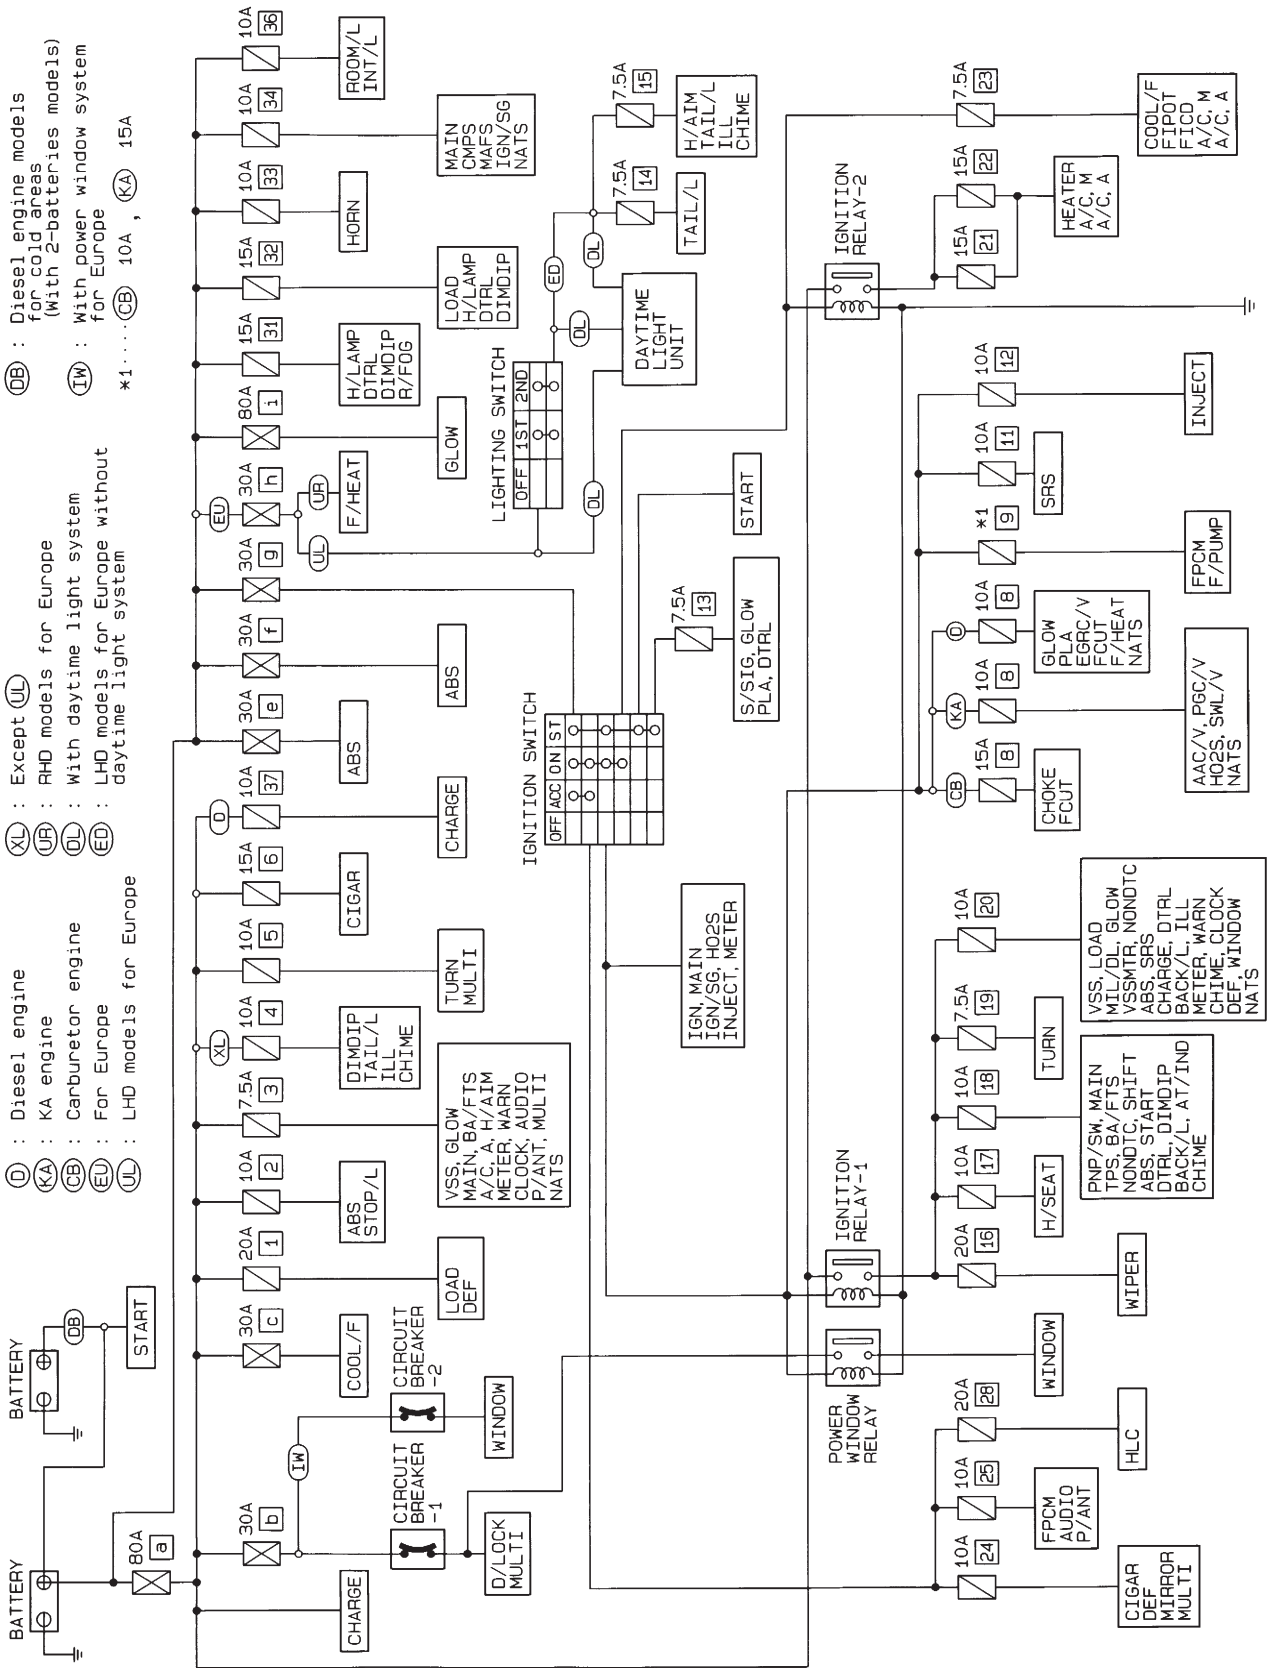 D : Diesel engine
KA : KA engine
CB : Carburetor engine
EU : For Europe
UL : LHD models for Europe
XL : Except UL
UR : RHD models for Europe
DL : With daytime light system
ED : LHD models for Europe without
daytime light system
DB : Diesel engine models
for cold areas
(With 2-batteries models)
IW : With power window system
for Europe
*1···· CB 10A , KA 15A
BATTERY
BATTERY
DB
START
80A
a
CHARGE
30A
b
IW
CIRCUIT
BREAKER
-1
D/LOCK
MULTI
CIRCUIT
BREAKER
-2
WINDOW
30A
c
COOL/F
20A
1
LOAD
DEF
10A
2
ABS
STOP/L
7.5A
3
VSS, GLOW
MAIN, BA/FTS
A/C, A, H/AIM
METER, WARN
CLOCK, AUDIO
P/ANT, MULTI
NATS
XL
10A
4
DIMDIP
TAIL/L
ILL
CHIME
10A
5
TURN
MULTI
15A
6
CIGAR
D
10A
37
CHARGE
30A
e
ABS
30A
f
ABS
30A
g
EU
30A
h
UL
UR
F/HEAT
80A
i
GLOW
15A
31
H/LAMP
DTRL
DIMDIP
R/FOG
15A
32
LOAD
H/LAMP
DTRL
DIMDIP
10A
33
HORN
10A
34
MAIN
CMPS
MAFS
IGN/SG
NATS
10A
36
ROOM/L
INT/L
IGNITION SWITCH
OFF ACC ON ST
IGN, MAIN
IGN/SG, HO2S
INJECT, METER
7.5A
13
S/SIG, GLOW
PLA, DTRL
START
LIGHTING SWITCH
OFF 1ST 2ND
DL
DL
ED
DL
DAYTIME
LIGHT
UNIT
7.5A
14
TAIL/L
7.5A
15
H/AIM
TAIL/L
ILL
CHIME
POWER
WINDOW
RELAY
IGNITION
RELAY-1
IGNITION
RELAY-2
10A
24
CIGAR
DEF
MIRROR
MULTI
10A
25
FPCM
AUDIO
P/ANT
20A
28
HLC
WINDOW
20A
16
WIPER
10A
17
H/SEAT
10A
18
PNP/SW, MAIN
TPS, BA/FTS
NONDTC, SHIFT
ABS, START
DTRL, DIMDIP
BACK/L, AT/IND
CHIME
7.5A
19
TURN
10A
20
VSS, LOAD
MIL/DL, GLOW
VSSMTR, NONDTC
ABS, SRS
CHARGE, DTRL
BACK/L, ILL
METER, WARN
CHIME, CLOCK
DEF, WINDOW
NATS
CB
15A
8
CHOKE
FCUT
KA
10A
8
AAC/V, PGC/V
HO2S, SWL/V
NATS
D
10A
8
GLOW
PLA
EGRC/V
FCUT
F/HEAT
NATS
*1
9
FPCM
F/PUMP
10A
11
SRS
10A
12
INJECT
15A
21
15A
22
HEATER
A/C, M
A/C, A
7.5A
23
COOL/F
FIPOT
FICD
A/C, M
A/C, A